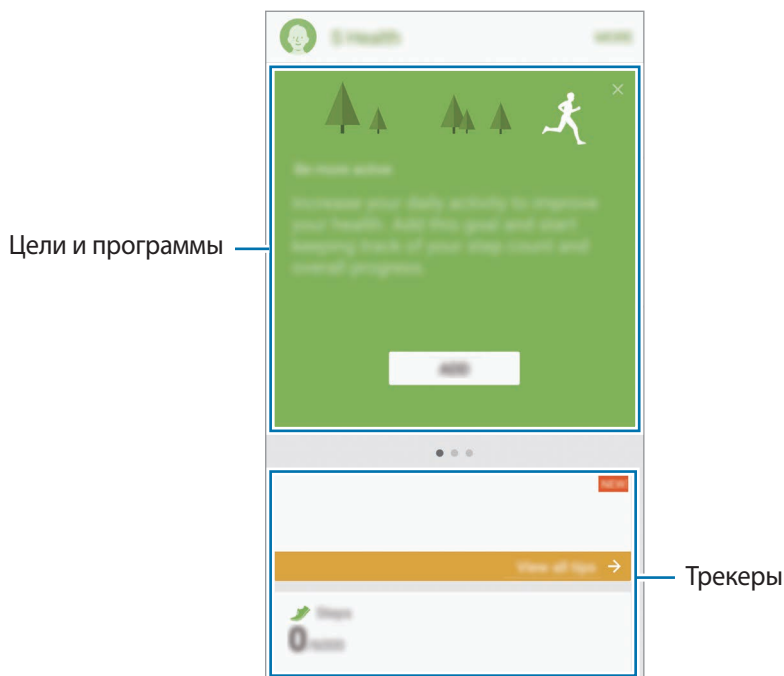 S Health
MORE
Be more active
Increase your daily activity to improve
your health. Add this goal and start
keeping track of your step count and
overall progress.
Цели и программы
ADD
NEW
View all tips
Трекеры
Steps
0